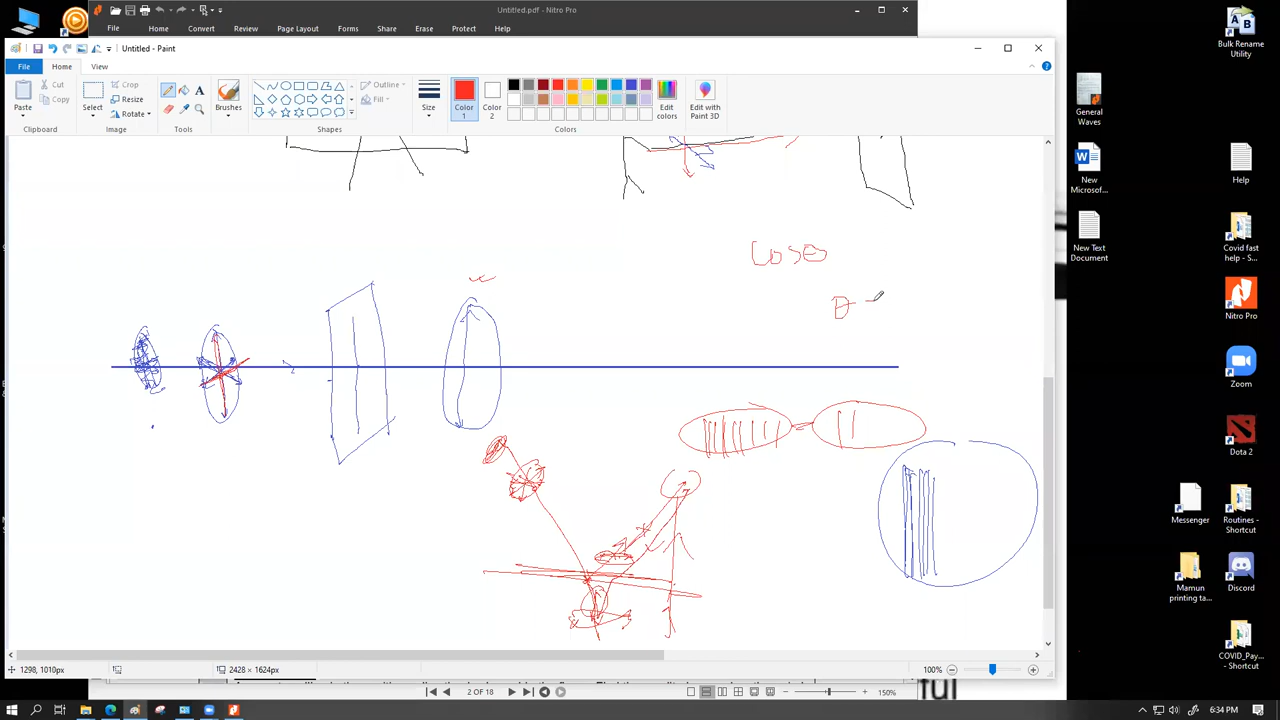 Untitled.pdf - Nitro Pro
File Home Convert Review Page Layout Forms Share Erase Protect Help
Untitled - Paint
File Home View
Paste Cut Copy Clipboard
Select Crop Resize Rotate Image
A Tools
Brushes
Outline Fill Shapes
Size
Color 1
Color 2
Edit colors
Colors
Edit with Paint 3D
Cosθ
1298, 1010px
2428 × 1624px
100%
2 OF 18
150%
ful
Bulk Rename Utility
General Waves
New Microsof...
Help
Covid fast help - S...
New Text Document
Nitro Pro
Zoom
Dota 2
Messenger
Routines - Shortcut
Mamun printing ta...
Discord
COVID_Pay... - Shortcut
6:34 PM